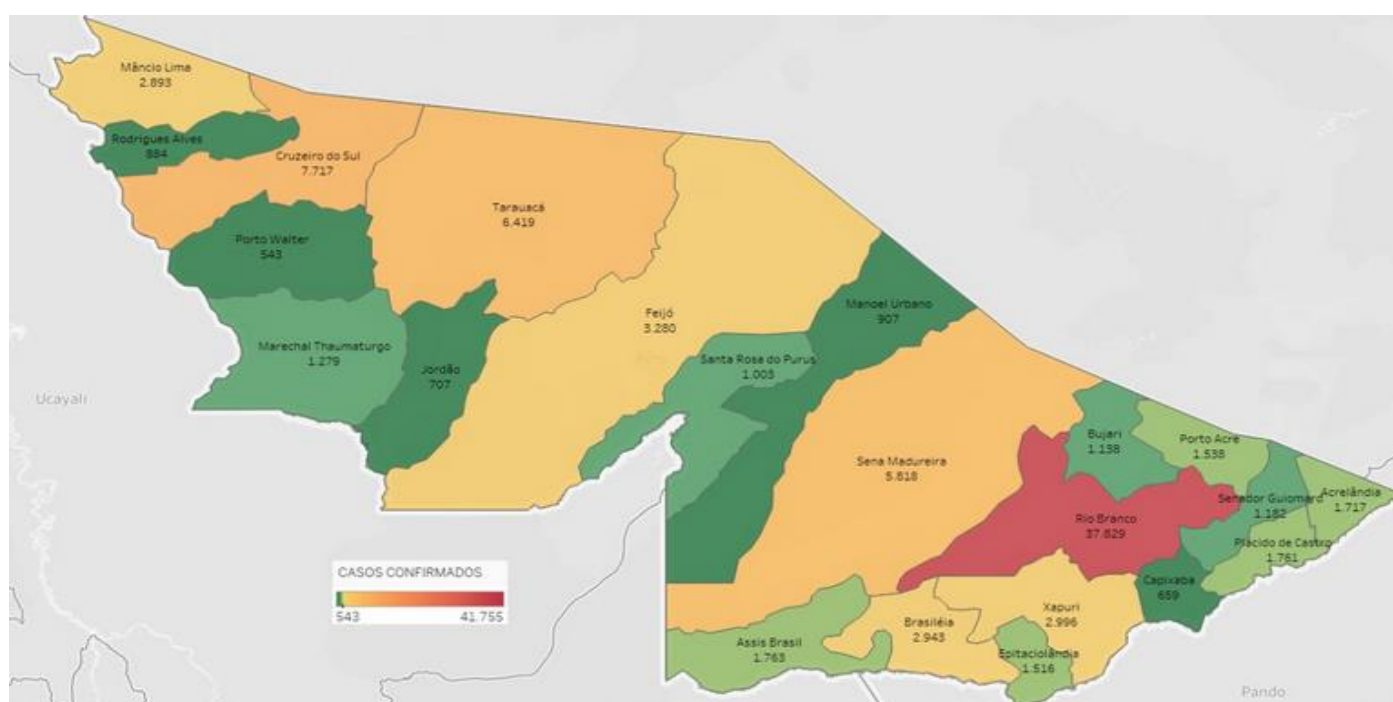 Mâncio Lima
2.893
Rodrigues Alves
884
Cruzeiro do Sul
7.717
Tarauacá
6.419
Porto Walter
543
Manoel Urbano
907
Feijó
3.280
Marechal Thaumaturgo
1.279
Santa Rosa do Purus
1.003
Jordão
707
Ucayali
Bujari
1.138
Porto Acre
1.538
Sena Madureira
5.818
Senador Guiomard
1.182
Acrelândia
1.717
Rio Branco
37.829
Plácido de Castro
1.761
CASOS CONFIRMADOS
543
41.755
Capixaba
659
Xapuri
2.996
Brasiléia
2.943
Assis Brasil
1.763
Epitaciolândia
1.516
Pando